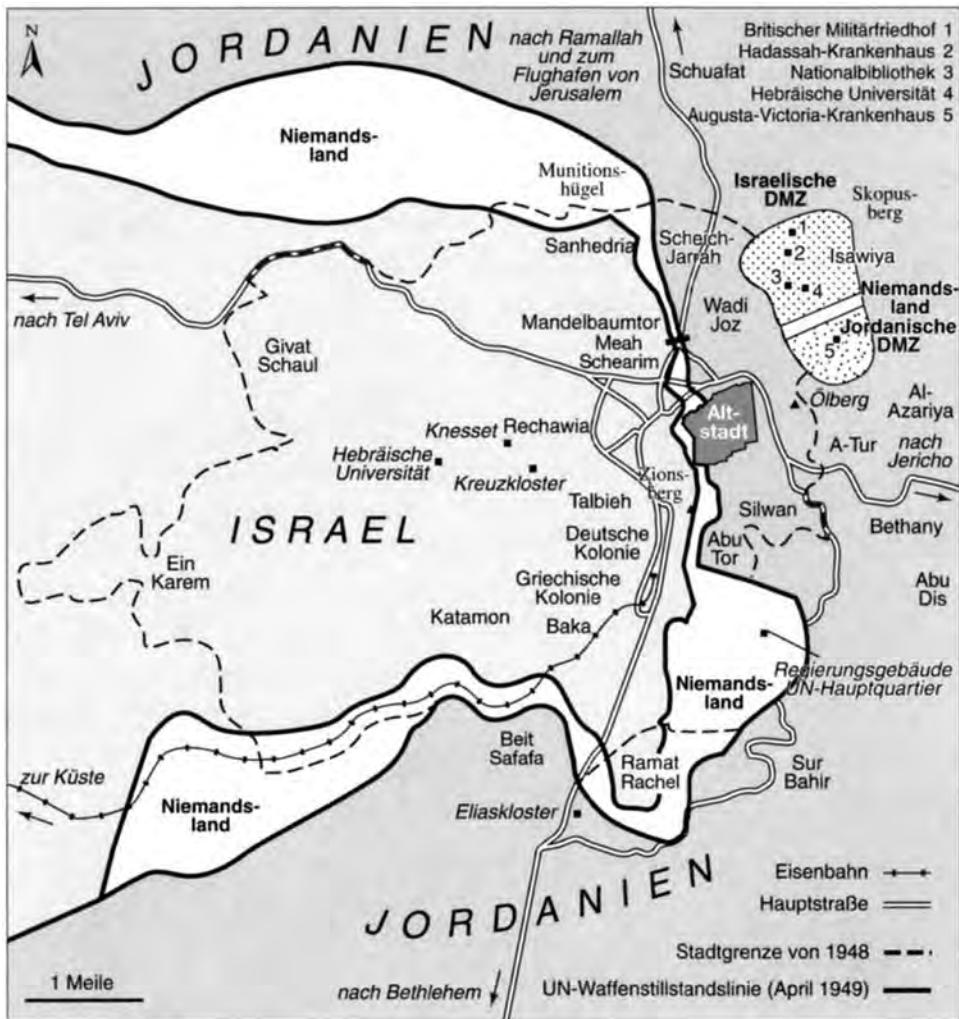 N
JORDANIEN
nach Ramallah
und zum
Flughafen von
Jerusalem
Schuafat
Britischer Militärfriedhof 1
Hadassah-Krankenhaus 2
Nationalbibliothek 3
Hebräische Universität 4
Augusta-Victoria-Krankenhaus 5
Niemands-
land
Munitions-
hügel
Israelische
DMZ
Skopus-
berg
Sanhedria
Scheich-
Jarrah
1
2
3
4
Isawiya
Niemands-
land
Jordanische
DMZ
5
nach Tel Aviv
Givat
Schaul
Mandelbaumtor
Meah
Schearim
Wadi
Joz
Ölberg
Al-
Azariya
Alt-
stadt
A-Tur
nach
Jericho
Knesset
Rechawia
Hebräische
Universität
Kreuzkloster
Zions-
berg
Talbieh
Silwan
Bethany
ISRAEL
Deutsche
Kolonie
Abu
Tor
Ein
Karem
Griechische
Kolonie
Abu
Dis
Katamon
Baka
Regierungsgebäude
UN-Hauptquartier
Niemands-
land
Beit
Safafa
Ramat
Rachel
Sur
Bahir
zur Küste
Niemands-
land
Eliaskloster
JORDANIEN
Eisenbahn
Hauptstraße
Stadtgrenze von 1948
UN-Waffenstillstandslinie (April 1949)
1 Meile
nach Bethlehem